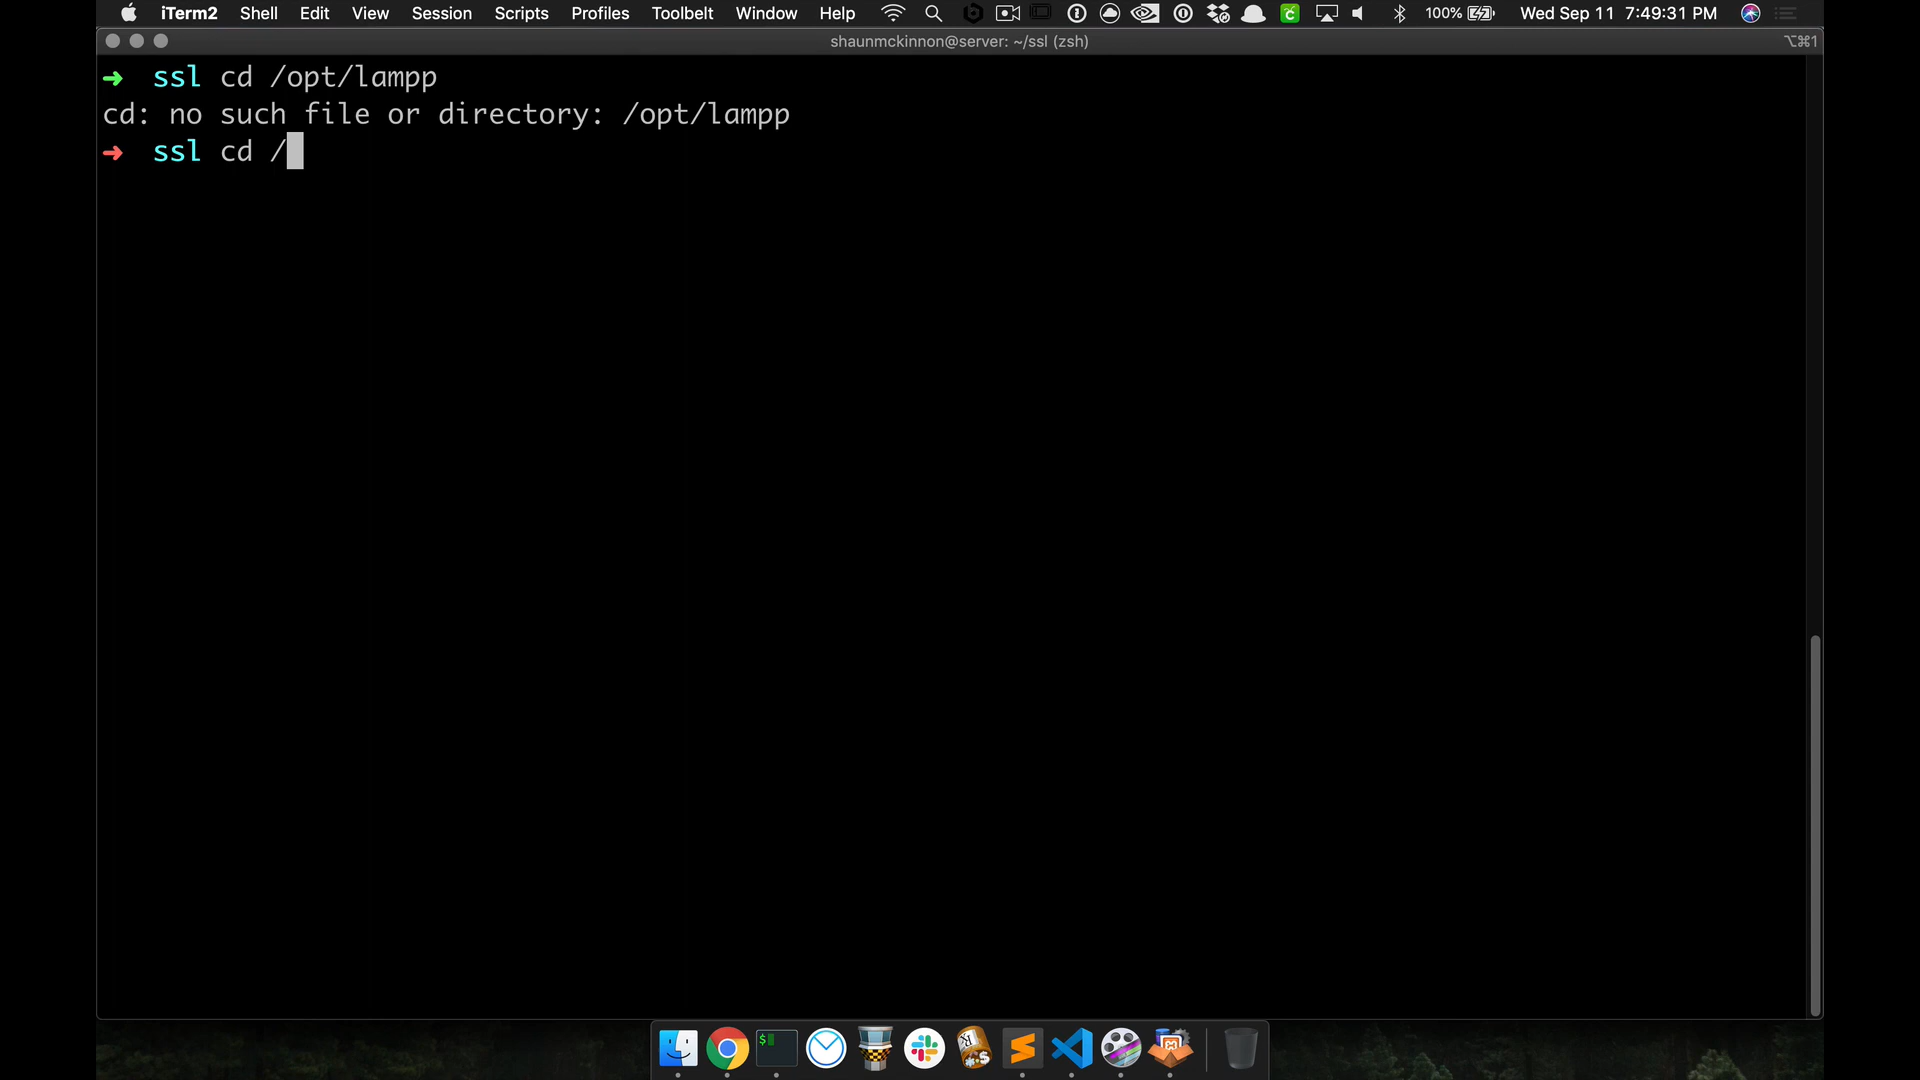 iTerm2 Shell Edit View Session Scripts Profiles Toolbelt Window Help 100% Wed Sep 11 7:49:31 PM
shaunmckinnon@server: ~/ssl (zsh) ⌥⌘1
➜ ssl cd /opt/lampp
cd: no such file or directory: /opt/lampp
➜ ssl cd /